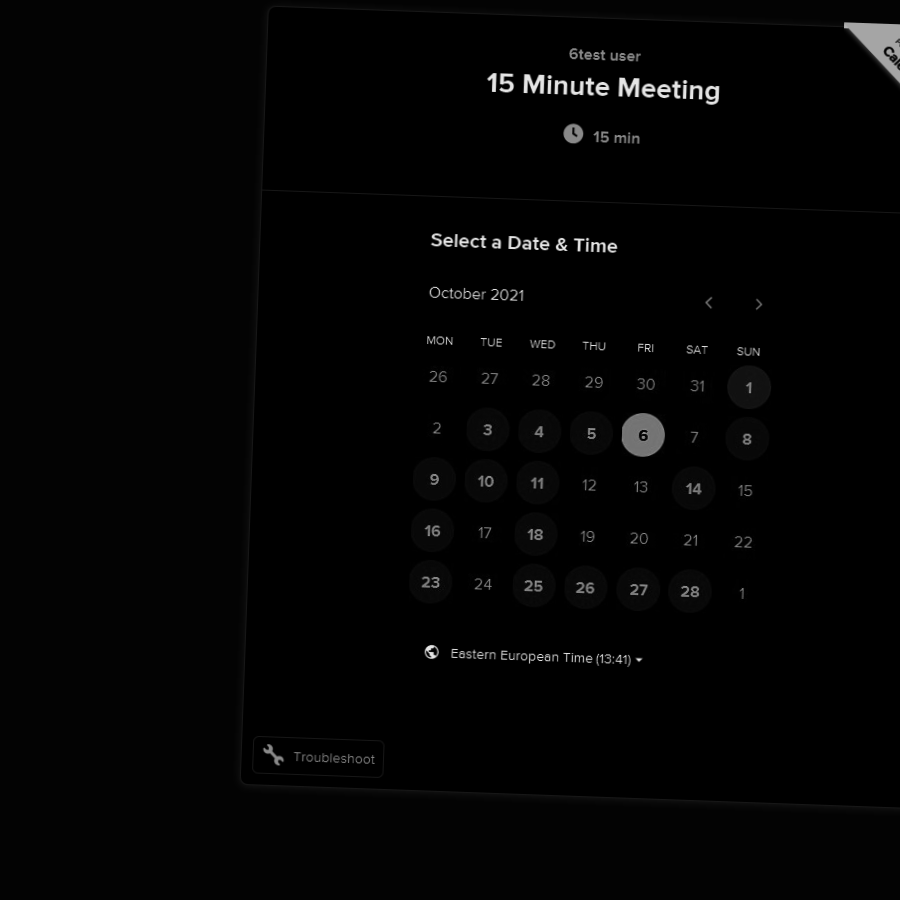 6test user
15 Minute Meeting
15 min
Select a Date & Time
October 2021
MON TUE WED THU FRI SAT SUN
26 27 28 29 30 31 1
2 3 4 5 6 7 8
9 10 11 12 13 14 15
16 17 18 19 20 21 22
23 24 25 26 27 28 1
Eastern European Time (13:41)
Troubleshoot